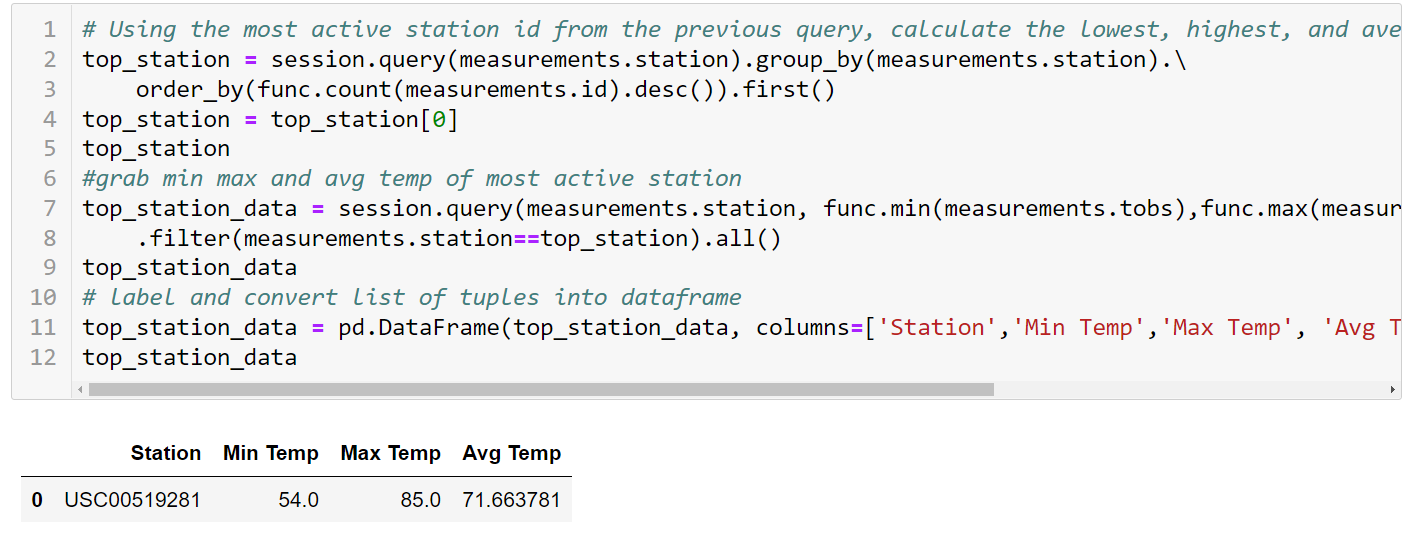 1 # Using the most active station id from the previous query, calculate the lowest, highest, and ave
2 top_station = session.query(measurements.station).group_by(measurements.station).\
3 order_by(func.count(measurements.id).desc()).first()
4 top_station = top_station[0]
5 top_station
6 #grab min max and avg temp of most active station
7 top_station_data = session.query(measurements.station, func.min(measurements.tobs),func.max(measur
8 .filter(measurements.station==top_station).all()
9 top_station_data
10 # label and convert list of tuples into dataframe
11 top_station_data = pd.DataFrame(top_station_data, columns=['Station','Min Temp','Max Temp', 'Avg T
12 top_station_data
Station Min Temp Max Temp Avg Temp
0 USC00519281 54.0 85.0 71.663781